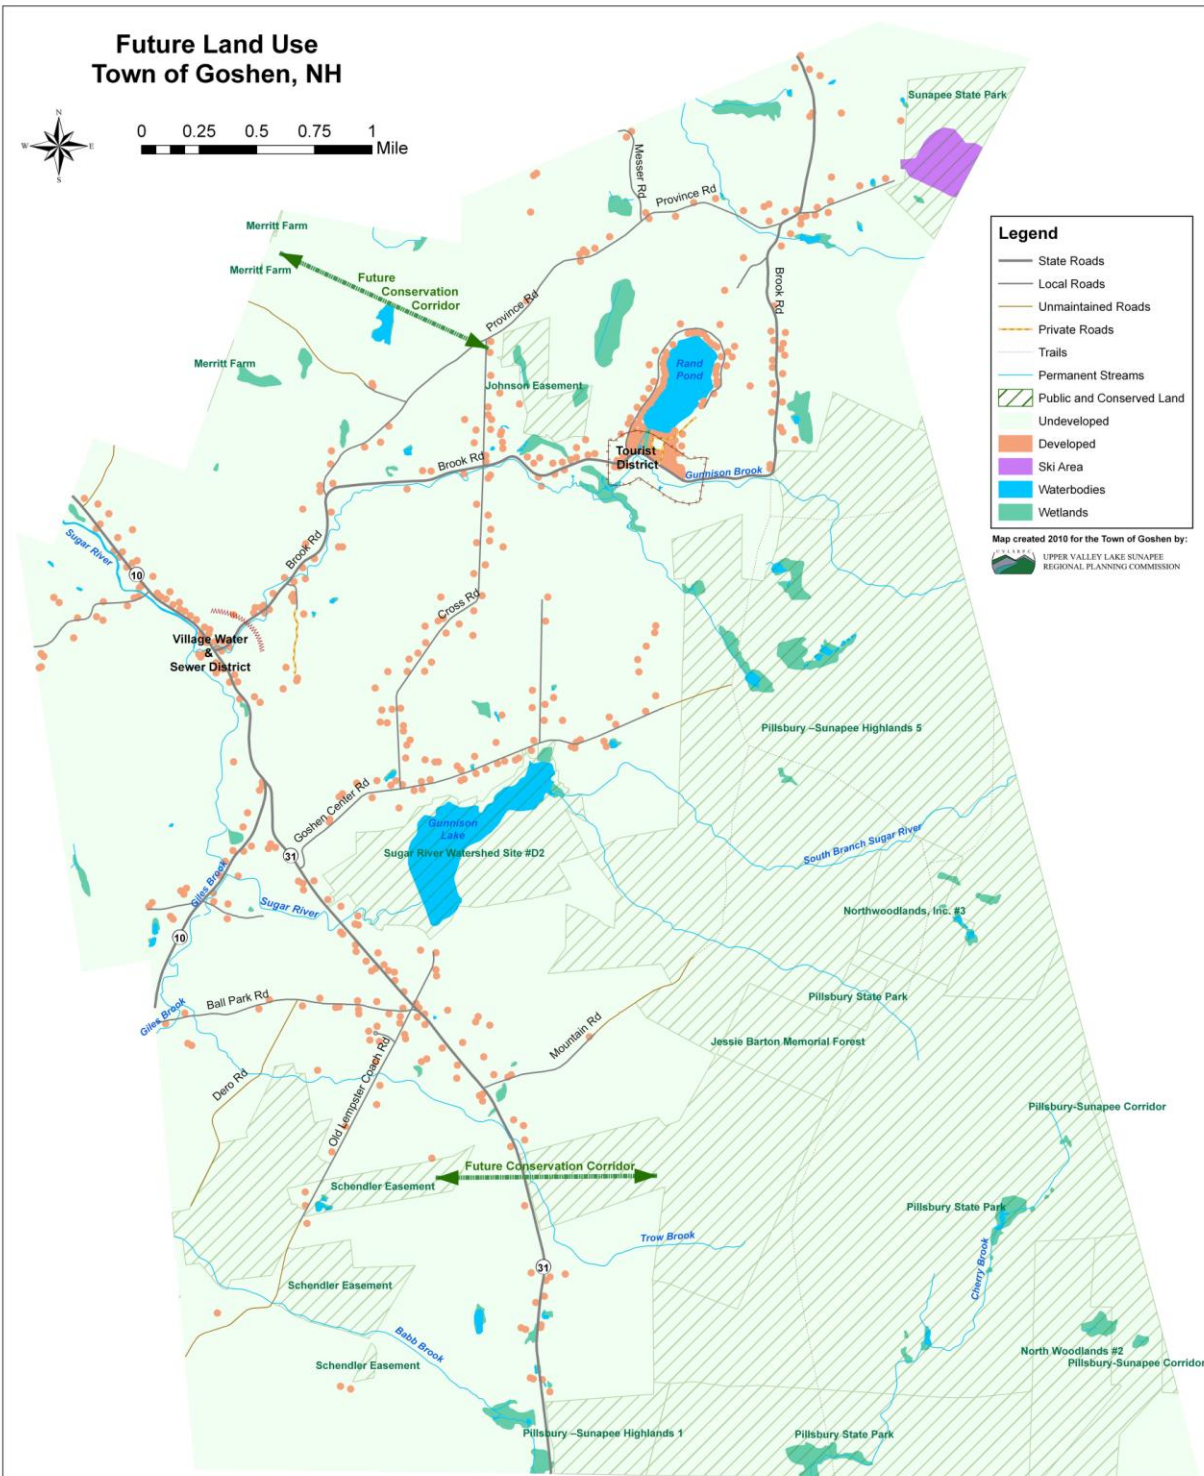 Future Land Use
Town of Goshen, NH
N
W
E
S
0 0.25 0.5 0.75 1
Mile
Sunapee State Park
Messer Rd
Province Rd
Merritt Farm
Merritt Farm
Future
Conservation
Corridor
Province Rd
Brook Rd
Merritt Farm
Johnson Easement
Rand
Pond
Tourist
District
Brook Rd
Gunnison Brook
Legend
State Roads
Local Roads
Unmaintained Roads
Private Roads
Trails
Permanent Streams
Public and Conserved Land
Undeveloped
Developed
Ski Area
Waterbodies
Wetlands
Map created 2010 for the Town of Goshen by:
UVLSRPC
UPPER VALLEY LAKE SUNAPEE
REGIONAL PLANNING COMMISSION
Sugar River
10
Brook Rd
Cross Rd
Village Water
&
Sewer District
Pillsbury –Sunapee Highlands 5
Goshen Center Rd
31
Gunnison
Lake
Sugar River Watershed Site #D2
South Branch Sugar River
Giles Brook
Sugar River
10
Northwoodlands, Inc. #3
Ball Park Rd
Giles Brook
Pillsbury State Park
Mountain Rd
Jessie Barton Memorial Forest
Dero Rd
Old Lempster Coach Rd
Pillsbury-Sunapee Corridor
Future Conservation Corridor
Schendler Easement
Pillsbury State Park
Trow Brook
31
Cherry Brook
Schendler Easement
Babb Brook
Schendler Easement
North Woodlands #2
Pillsbury-Sunapee Corridor
Pillsbury –Sunapee Highlands 1
Pillsbury State Park